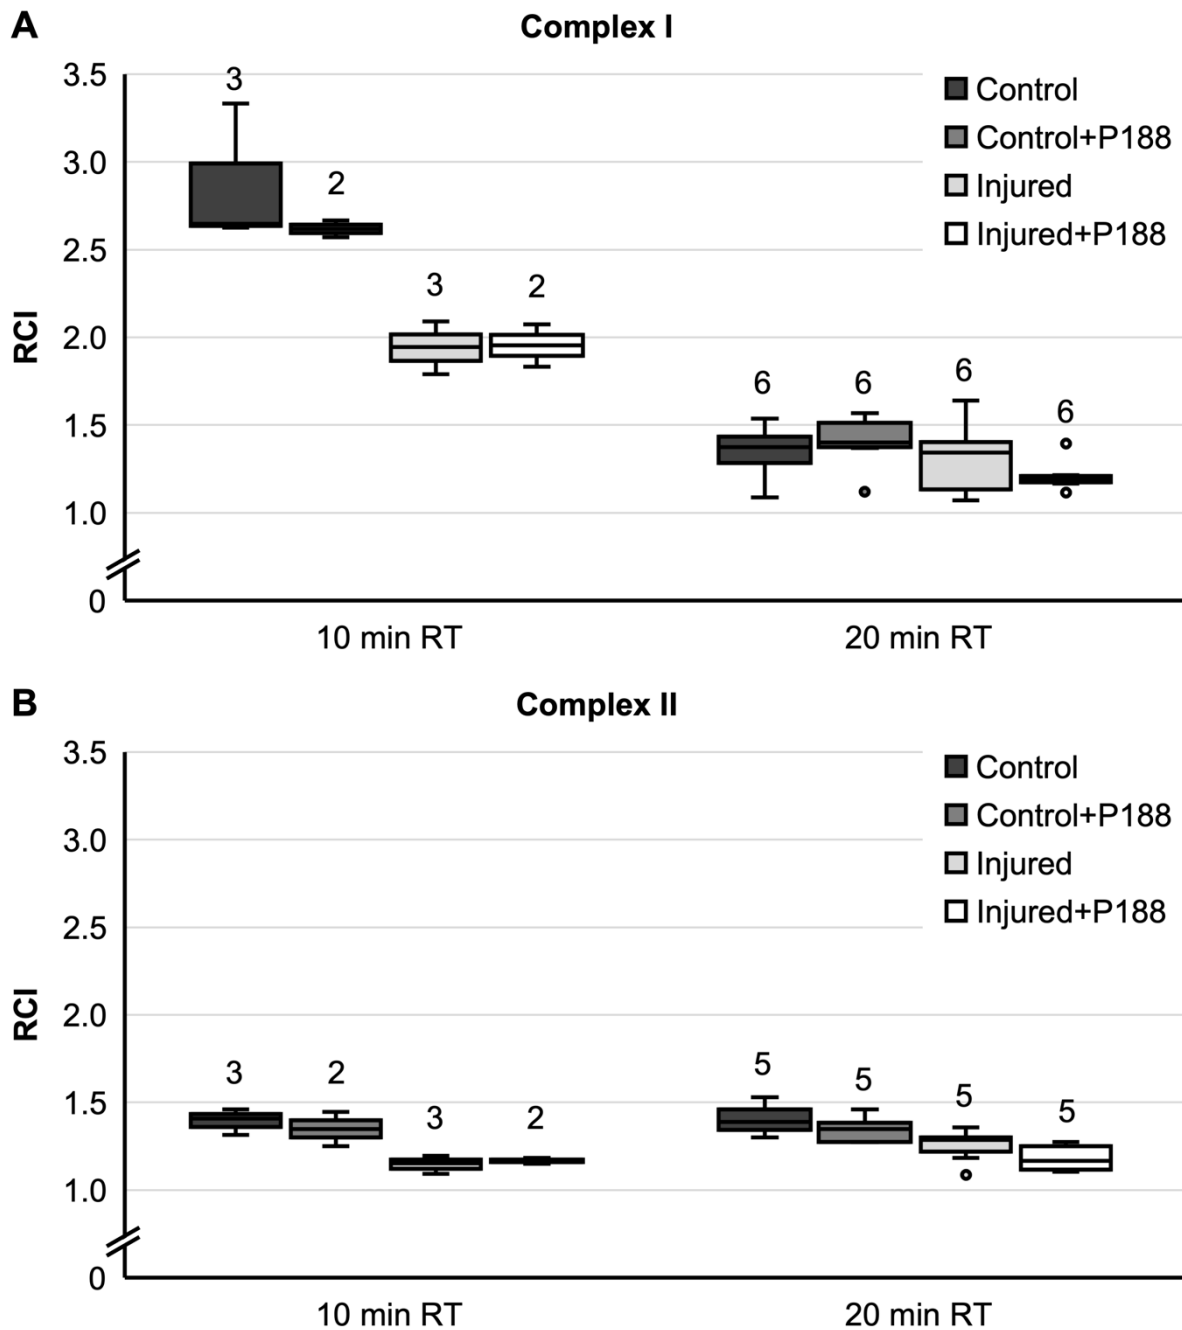 A
Complex I
3.5
3.0
2.5
2.0
1.5
1.0
0
RCI
3
2
3
2
6
6
6
6
Control
Control+P188
Injured
Injured+P188
10 min RT
20 min RT
B
Complex II
3.5
3.0
2.5
2.0
1.5
1.0
0
RCI
3
2
3
2
5
5
5
5
Control
Control+P188
Injured
Injured+P188
10 min RT
20 min RT